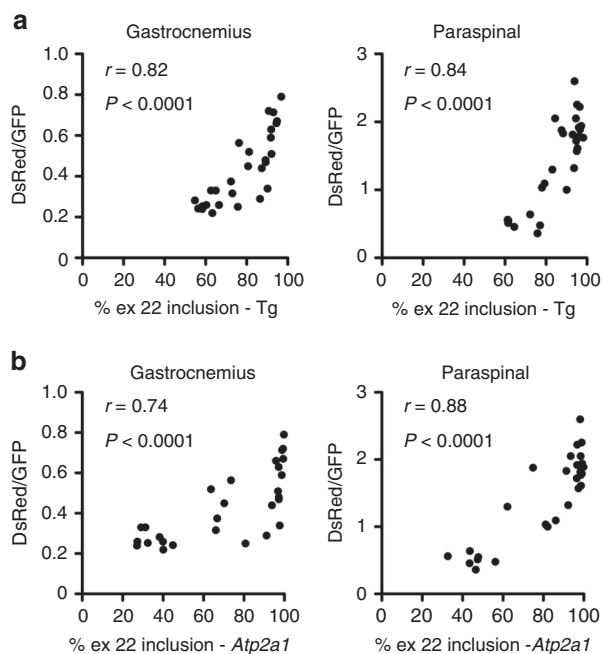 a
Gastrocnemius
r = 0.82
P < 0.0001
DsRed/GFP
1.0
0.8
0.6
0.4
0.2
0
0 20 40 60 80 100
% ex 22 inclusion - Tg
Paraspinal
r = 0.84
P < 0.0001
DsRed/GFP
3
2
1
0
0 20 40 60 80 100
% ex 22 inclusion - Tg
b
Gastrocnemius
r = 0.74
P < 0.0001
DsRed/GFP
1.0
0.8
0.6
0.4
0.2
0
0 20 40 60 80 100
% ex 22 inclusion - Atp2a1
Paraspinal
r = 0.88
P < 0.0001
DsRed/GFP
3
2
1
0
0 20 40 60 80 100
% ex 22 inclusion -Atp2a1